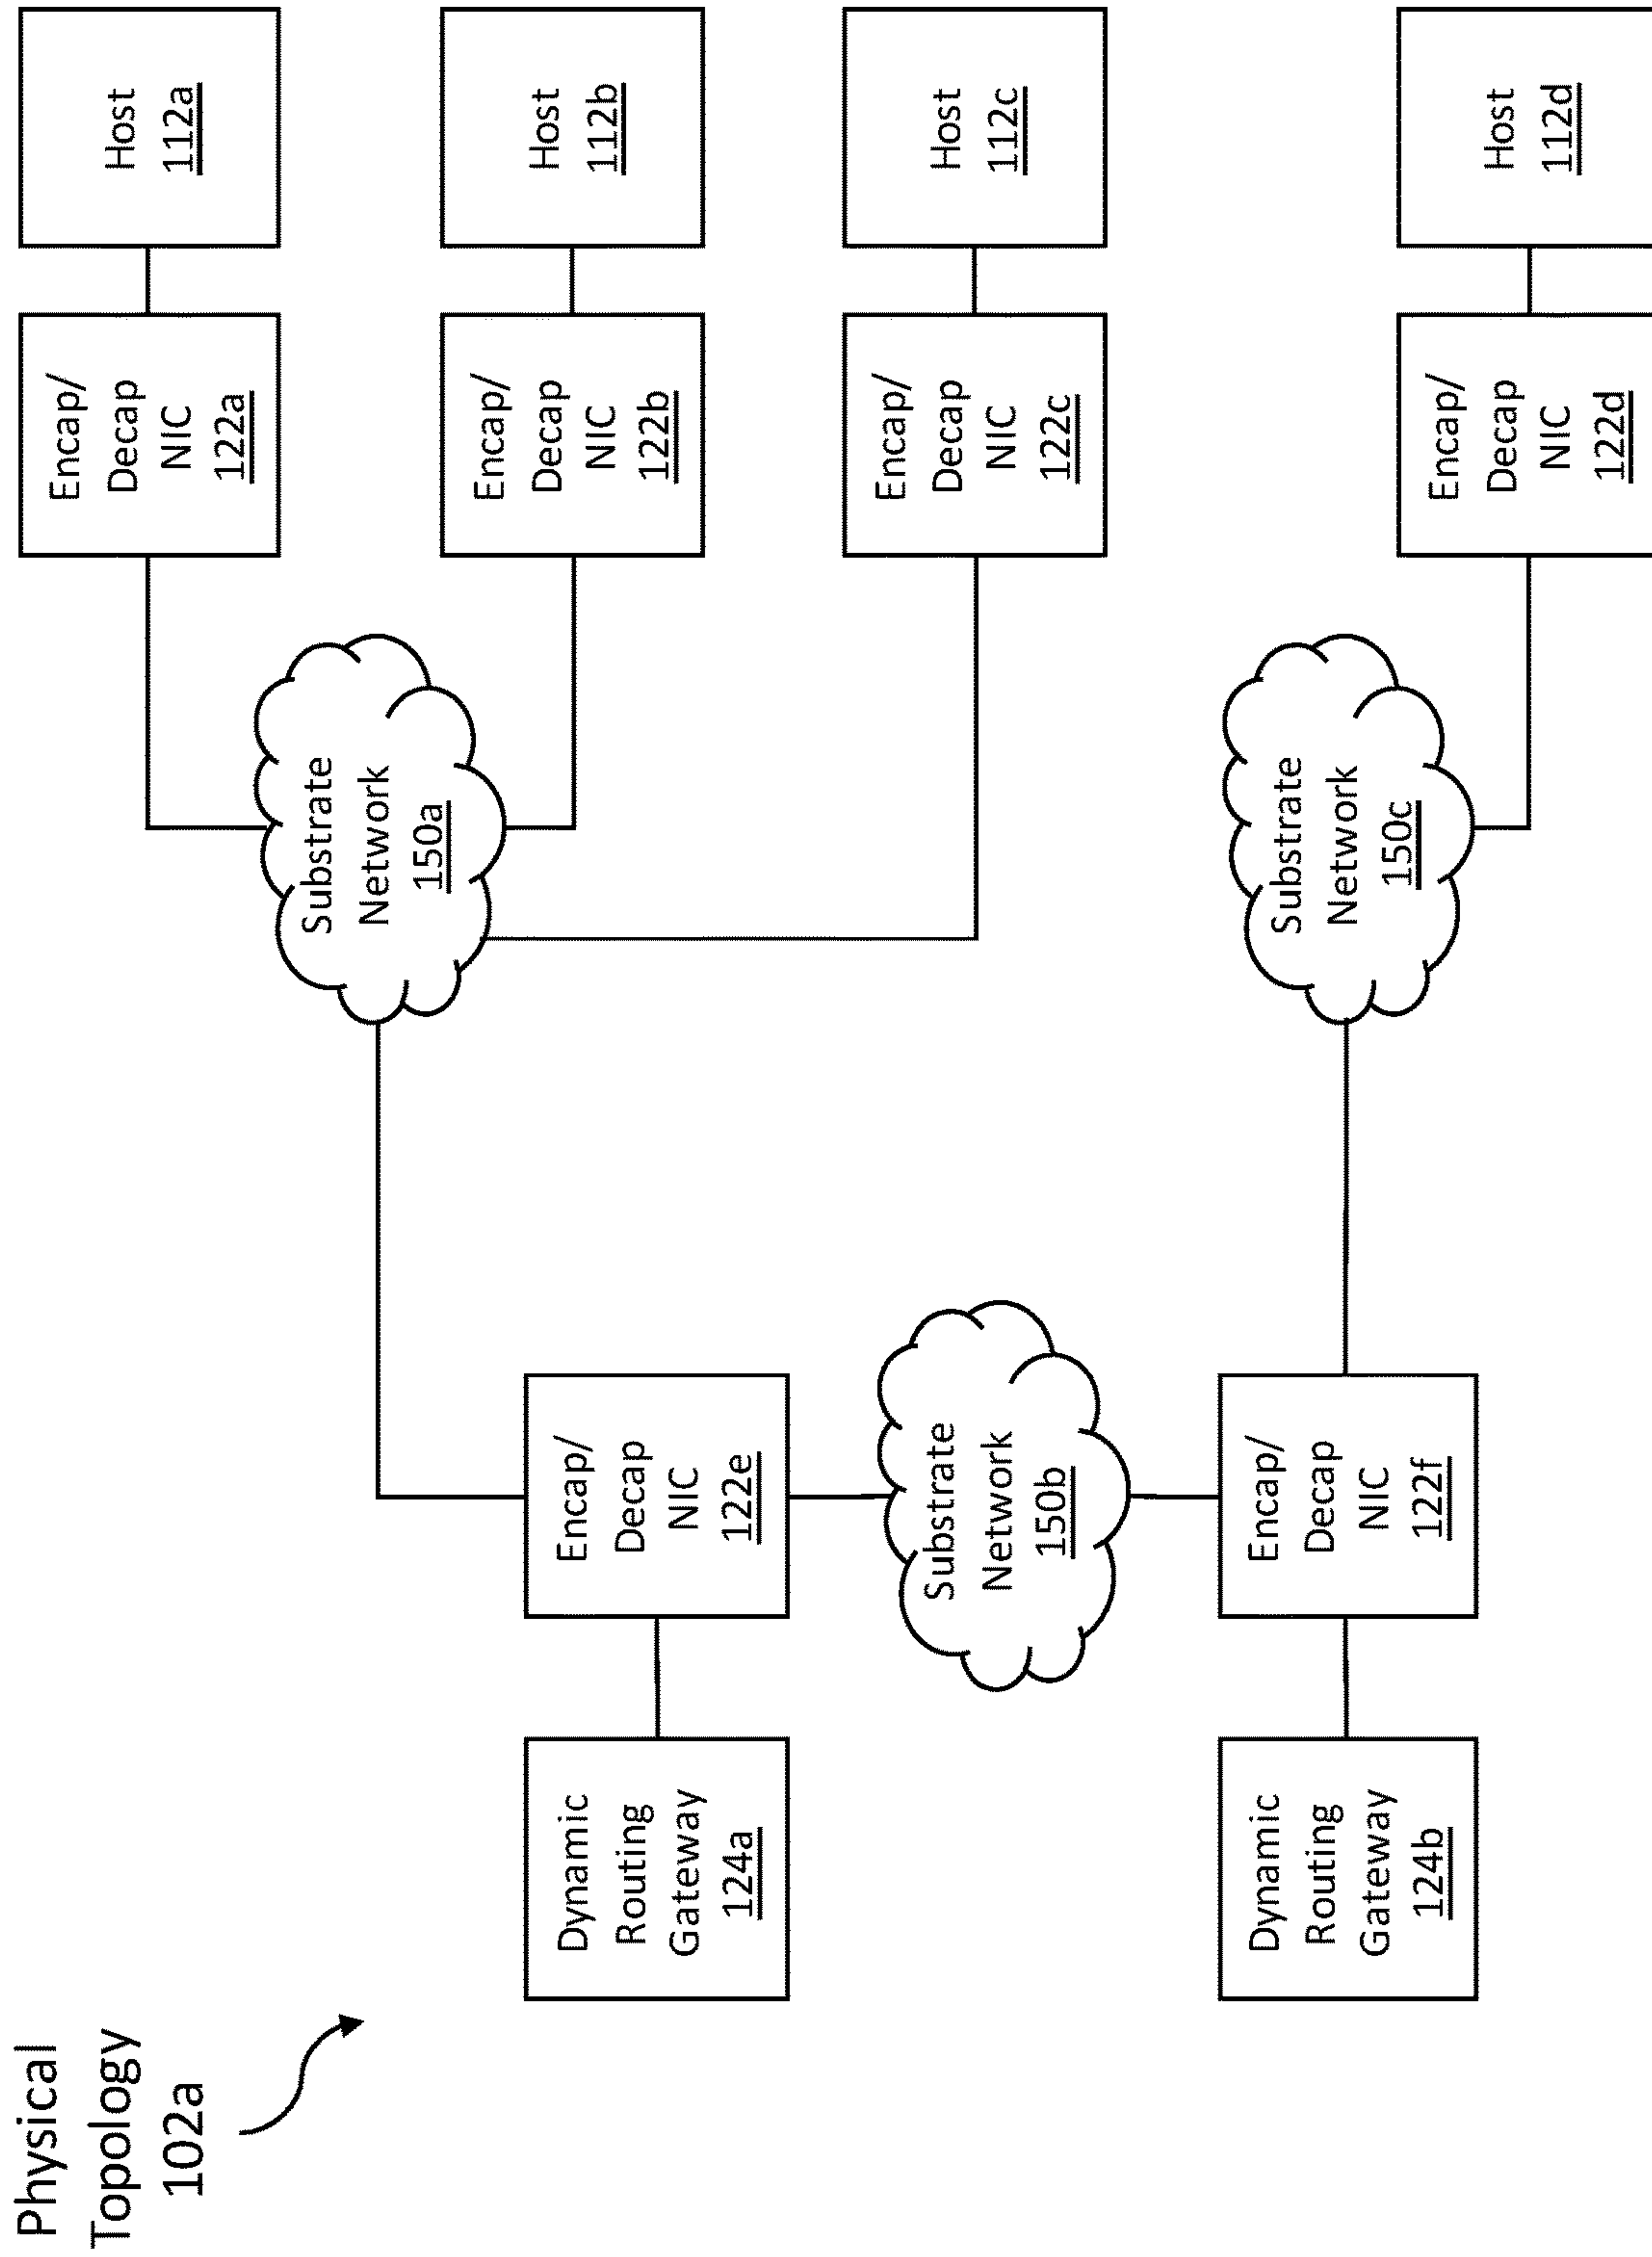 Physical
Topology
102a
Dynamic
Routing
Gateway
124a
Encap/
Decap
NIC
122e
Substrate
Network
150a
Encap/
Decap
NIC
122a
Host
112a
Encap/
Decap
NIC
122b
Host
112b
Encap/
Decap
NIC
122c
Host
112c
Substrate
Network
150b
Dynamic
Routing
Gateway
124b
Encap/
Decap
NIC
122f
Substrate
Network
150c
Encap/
Decap
NIC
122d
Host
112d